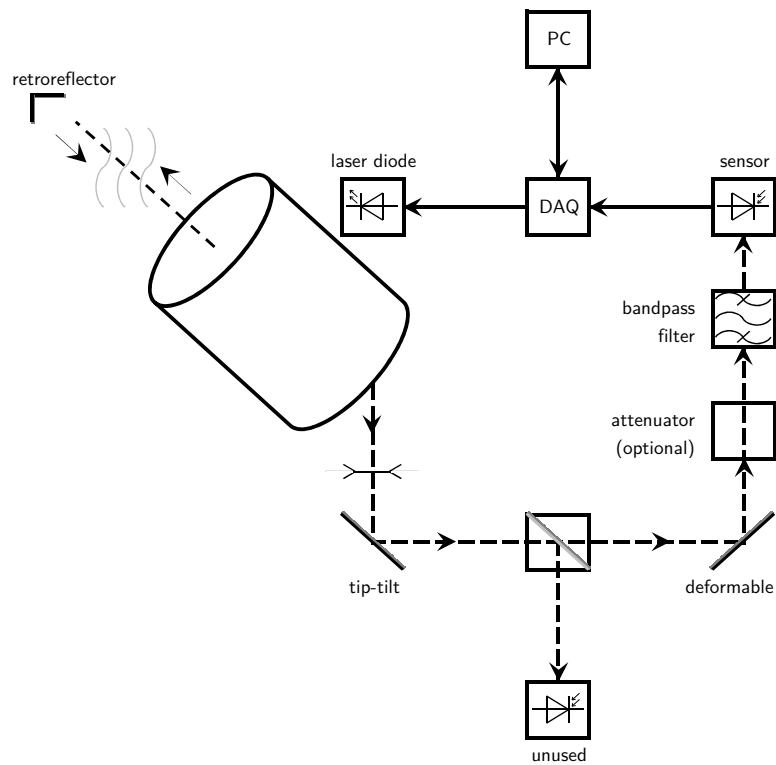 PC
retroreflector
laser diode
sensor
DAQ
bandpass
filter
attenuator
(optional)
tip-tilt
deformable
unused